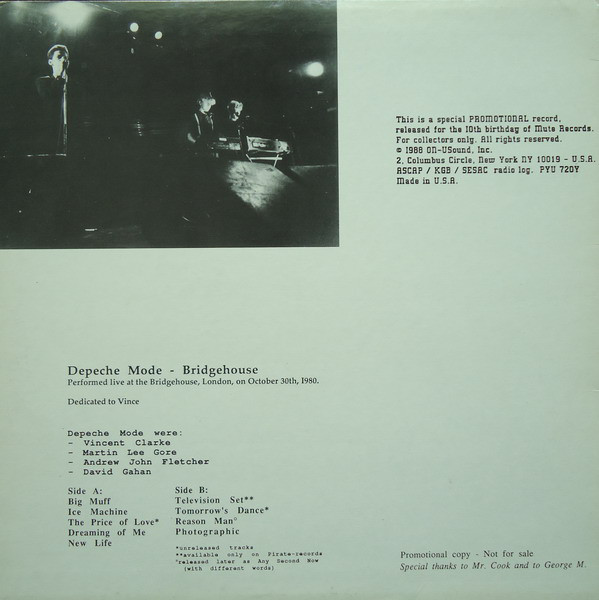 This is a special PROMOTIONAL record,
released for the 10th birthday of Mute Records.
For collectors only. All rights reserved.
© 1988 ON-USound, Inc.
2, Columbus Circle, New York NY 10019 - U.S.A.
ASCAP / KGB / SESAC radio log. PYU 720Y
Made in U.S.A.
Depeche Mode - Bridgehouse
Performed live at the Bridgehouse, London, on October 30th, 1980.
Dedicated to Vince
Depeche Mode were:
- Vincent Clarke
- Martin Lee Gore
- Andrew John Fletcher
- David Gahan
Side A:
Big Muff
Ice Machine
The Price of Love*
Dreaming of Me
New Life
Side B:
Television Set**
Tomorrow's Dance*
Reason Man°
Photographic
*unreleased tracks
**available only on Pirate-records
°released later as Any Second Now
(with different words)
Promotional copy - Not for sale
Special thanks to Mr. Cook and to George M.